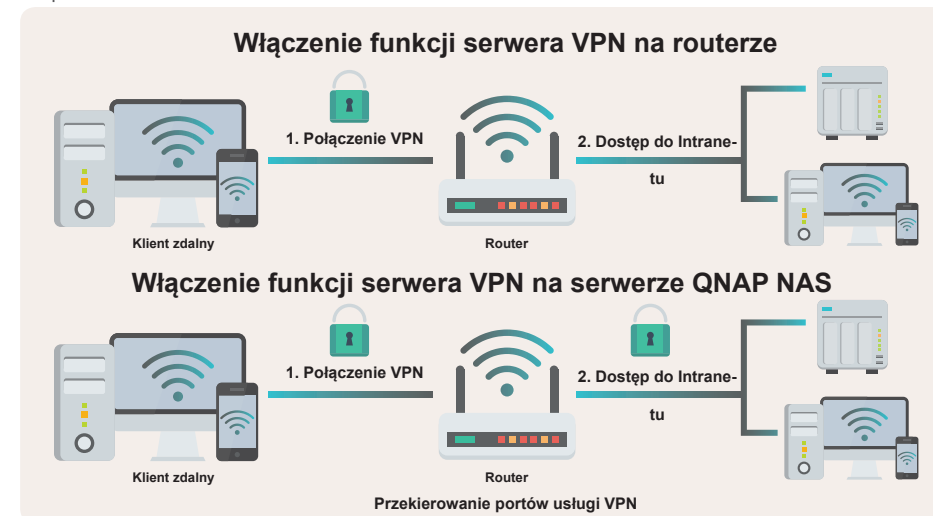 Włączenie funkcji serwera VPN na routerze
1. Połączenie VPN
2. Dostęp do Intrane-
tu
Klient zdalny
Router
Włączenie funkcji serwera VPN na serwerze QNAP NAS
1. Połączenie VPN
2. Dostęp do Intrane-
tu
Klient zdalny
Router
Przekierowanie portów usługi VPN